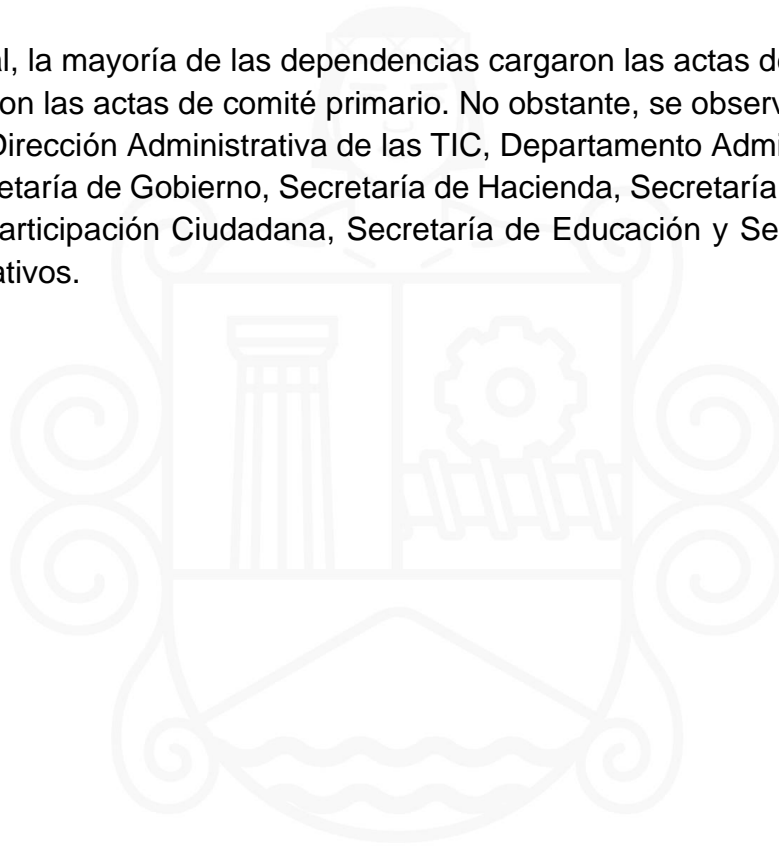 al, la mayoría de las dependencias cargaron las actas de
on las actas de comité primario. No obstante, se observ
Dirección Administrativa de las TIC, Departamento Admi
etaría de Gobierno, Secretaría de Hacienda, Secretaría
articipación Ciudadana, Secretaría de Educación y Se
ativos.